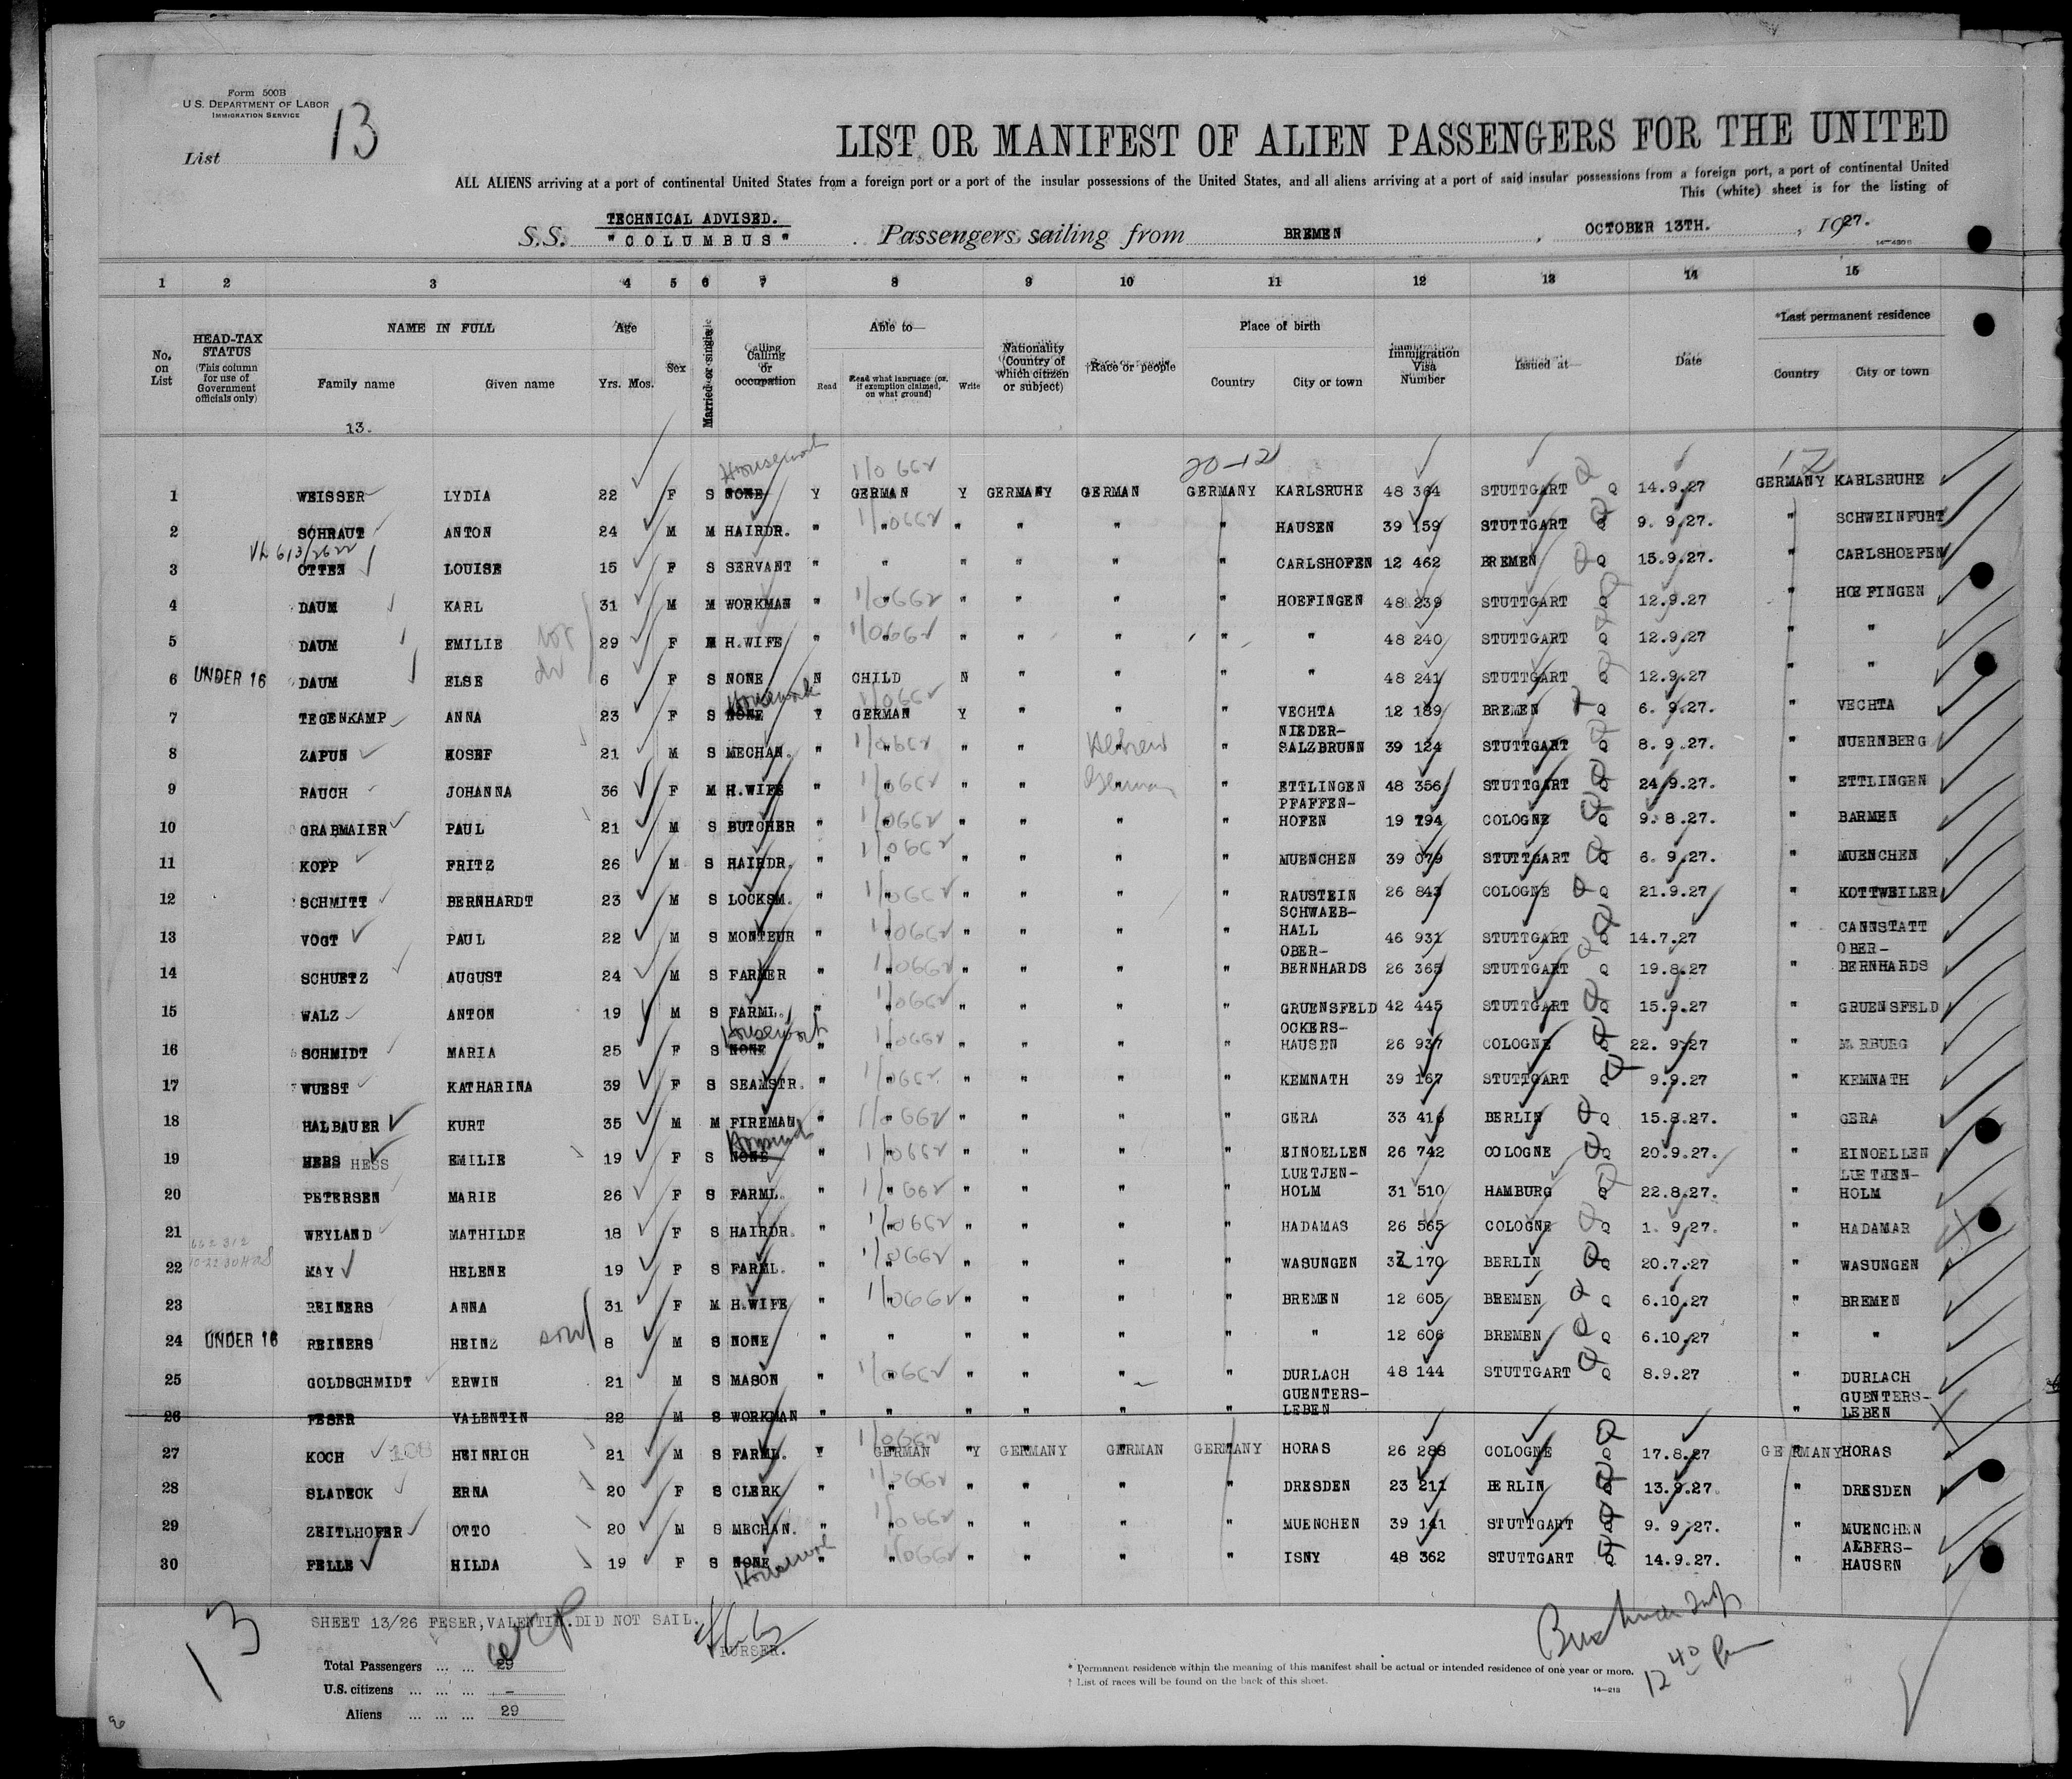 Form 500B
U.S. DEPARTMENT OF LABOR
IMMIGRATION SERVICE
List 13
LIST OR MANIFEST OF ALIEN PASSENGERS FOR THE UNITED
ALL ALIENS arriving at a port of continental United States from a foreign port or a port of the insular possessions of the United States, and all aliens arriving at a port of said insular possessions from a foreign port, a port of continental United
This (white) sheet is for the listing of
TECHNICAL ADVISED.
S.S. "COLUMBUS" . Passengers sailing from BREMEN , OCTOBER 13TH. , 1927.
1 2 3 4 5 6 7 8 9 10 11 12 13 14 15
No. on List
HEAD-TAX STATUS (This column for use of Government officials only)
NAME IN FULL
Family name Given name
Age
Yrs. Mos.
Sex
Married or single
Calling or occupation
Able to—
Read
Read what language (or, if exemption claimed, on what ground)
Write
Nationality (Country of which citizen or subject)
Race or people
Place of birth
Country City or town
Immigration Visa Number
Issued at—
Date
*Last permanent residence
Country City or town
13.
Housework 20-12 12
1 WEISSER LYDIA 22 F S NONE Y GERMAN Y GERMANY GERMAN GERMANY KARLSRUHE 48 364 STUTTGART Q 14.9.27 GERMANY KARLSRUHE
2 SCHRAUT ANTON 24 M M HAIRDR. " " " " " " HAUSEN 39 159 STUTTGART Q 9. 9.27. " SCHWEINFURT
3 OTTEN LOUISE 15 F S SERVANT " " " " " " CARLSHOFEN 12 462 BREMEN Q 15.9.27. " CARLSHOEFEN
4 DAUM KARL 31 M M WORKMAN " " " " " " HOEFINGEN 48 239 STUTTGART Q 12.9.27 " HOEFINGEN
5 DAUM EMILIE 29 F M H.WIFE " " " " " " 48 240 STUTTGART Q 12.9.27 " "
6 UNDER 16 DAUM ELSE 6 F S NONE N CHILD N " " " " 48 241 STUTTGART Q 12.9.27 " "
Housework
7 TEGENKAMP ANNA 23 F S NONE Y GERMAN Y " " " VECHTA 12 189 BREMEN Q 6. 9.27. " VECHTA
8 ZAPUN KOSEF 21 M S MECHAN. " " " " Hebrew " NIEDER-SALZBRUNN 39 124 STUTTGART Q 8. 9.27. " NUERNBERG
9 FAUCH JOHANNA 36 F M H.WIFE " " " " German " ETTLINGEN 48 356 STUTTGART Q 24.9.27. " ETTLINGEN
10 GRABMAIER PAUL 21 M S BUTCHER " " " " " " PFAFFEN-HOFEN 19 794 COLOGNE Q 9. 8.27. " BARMEN
11 KOPP FRITZ 26 M S HAIRDR. " " " " " " MUENCHEN 39 079 STUTTGART Q 6. 9.27. " MUENCHEN
12 SCHMITT BERNHARDT 23 M S LOCKSM. " " " " " " RAUSTEIN 26 843 COLOGNE Q 21.9.27 " KOTTWEILER
13 VOGT PAUL 22 M S MONTEUR " " " " " " SCHWAEB-HALL 46 931 STUTTGART Q 14.7.27 " CANNSTATT
14 SCHUETZ AUGUST 24 M S FARMER " " " " " " OBER-BERNHARDS 26 365 STUTTGART Q 19.8.27 " OBER-BERNHARDS
15 WALZ ANTON 19 M S FARML. " " " " " " GRUENSFELD 42 445 STUTTGART Q 15.9.27 " GRUENSFELD
Housework
16 SCHMIDT MARIA 25 F S NONE " " " " " " OCKERS-HAUSEN 26 937 COLOGNE 22. 9.27 " MARBURG
17 WUEST KATHARINA 39 F S SEAMSTR. " " " " " " KEMNATH 39 167 STUTTGART Q 9.9.27 " KEMNATH
18 HALBAUER KURT 35 M M FIREMAN " " " " " " GERA 33 416 BERLIN Q 15.8.27 " GERA
19 HERS HESS EMILIE 19 F S NONE " " " " " " EINOELLEN 26 742 COLOGNE Q 20.9.27. " EINOELLEN
20 PETERSEN MARIE 26 F S FARML. " " " " " " LUETJEN-HOLM 31 510 HAMBURG Q 22.8.27. " LUETJEN-HOLM
21 WEYLAND MATHILDE 18 F S HAIRDR. " " " " " " HADAMAS 26 565 COLOGNE Q 1. 9.27. " HADAMAR
22 MAY HELENE 19 F S FARML. " " " " " " WASUNGEN 32 170 BERLIN Q 20.7.27 " WASUNGEN
23 REINERS ANNA 31 F M H.WIFE " " " " " " BREMEN 12 605 BREMEN Q 6.10.27 " BREMEN
24 UNDER 16 REINERS HEINZ son 8 M S NONE " " " " " " " 12 606 BREMEN Q 6.10.27 " "
25 GOLDSCHMIDT ERWIN 21 M S MASON " " " " " " DURLACH 48 144 STUTTGART Q 8.9.27 " DURLACH
26 FESER VALENTIN 22 M S WORKMAN " " " " " " GUENTERS-LEBEN " GUENTERS-LEBEN
27 KOCH HEINRICH 21 M S FARML. Y GERMAN Y GERMANY GERMAN GERMANY HORAS 26 288 COLOGNE 17.8.27 GERMANY HORAS
28 SLADECK ERNA 20 F S CLERK " " " " " " DRESDEN 23 211 BERLIN 13.9.27. " DRESDEN
29 ZEITLHOFER OTTO 20 M S MECHAN. " " " " " " MUENCHEN 39 141 STUTTGART 9. 9.27. " MUENCHEN
30 FELLE HILDA 19 F S NONE " " " " " " ISNY 48 362 STUTTGART 14.9.27. " ALBERS-HAUSEN
Housework
13
SHEET 13/26 FESER,VALENTIN.DID NOT SAIL.
PURSER.
Total Passengers ... ... 29
U.S. citizens ... ... ... -
Aliens ... ... ... 29
* Permanent residence within the meaning of this manifest shall be actual or intended residence of one year or more.
† List of races will be found on the back of this sheet.
14—213
12 40 Pm